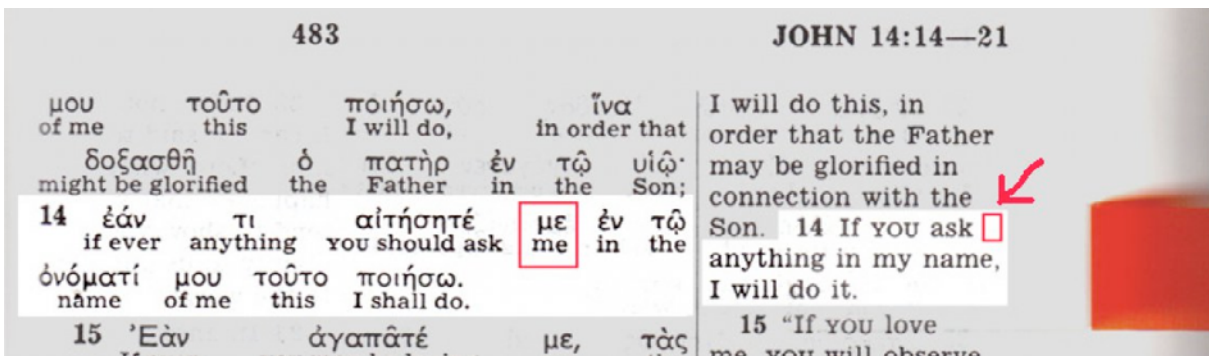 483
JOHN 14:14—21
μου τοῦτο ποιήσω, ἵνα
of me this I will do, in order that
δοξασθῇ ὁ πατὴρ ἐν τῷ υἱῷ·
might be glorified the Father in the Son;
14 ἐάν τι αἰτήσητέ με ἐν τῷ
if ever anything YOU should ask me in the
ὀνόματί μου τοῦτο ποιήσω.
name of me this I shall do.
15 Ἐὰν ἀγαπᾶτέ με, τὰς
I will do this, in
order that the Father
may be glorified in
connection with the
Son. 14 If YOU ask
anything in my name,
I will do it.
15 “If YOU love
me, you will observe